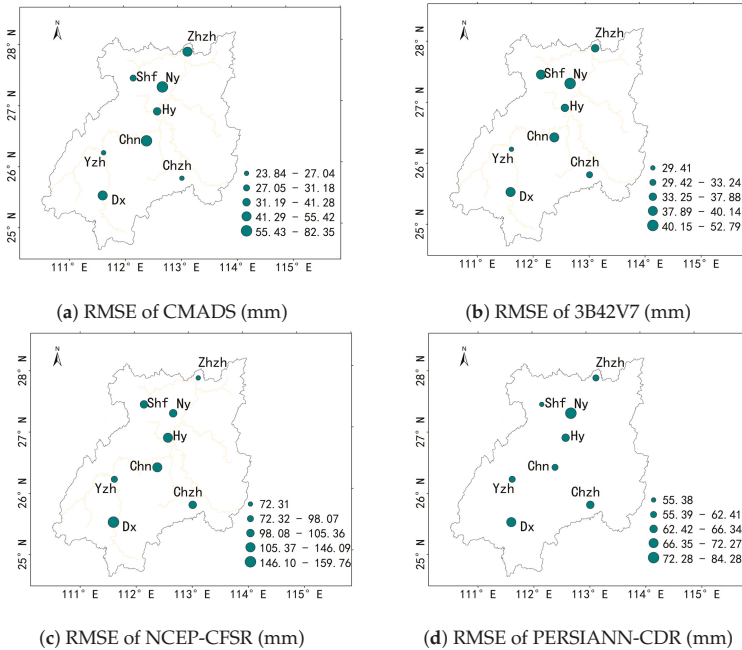 N
28° N
27° N
26° N
25° N
Zhzh
Shf Ny
Hy
Chn
Yzh
Chzh
Dx
23.84 - 27.04
27.05 - 31.18
31.19 - 41.28
41.29 - 55.42
55.43 - 82.35
111° E 112° E 113° E 114° E 115° E
(a) RMSE of CMADS (mm)
N
28° N
27° N
26° N
25° N
Zhzh
Shf Ny
Hy
Chn
Yzh
Chzh
Dx
29.41
29.42 - 33.24
33.25 - 37.88
37.89 - 40.14
40.15 - 52.79
111° E 112° E 113° E 114° E 115° E
(b) RMSE of 3B42V7 (mm)
N
28° N
27° N
26° N
25° N
Zhzh
Shf Ny
Hy
Chn
Yzh
Chzh
Dx
72.31
72.32 - 98.07
98.08 - 105.36
105.37 - 146.09
146.10 - 159.76
111° E 112° E 113° E 114° E 115° E
(c) RMSE of NCEP-CFSR (mm)
N
28° N
27° N
26° N
25° N
Zhzh
Shf Ny
Hy
Chn
Yzh
Chzh
Dx
55.38
55.39 - 62.41
62.42 - 66.34
66.35 - 72.27
72.28 - 84.28
111° E 112° E 113° E 114° E 115° E
(d) RMSE of PERSIANN-CDR (mm)